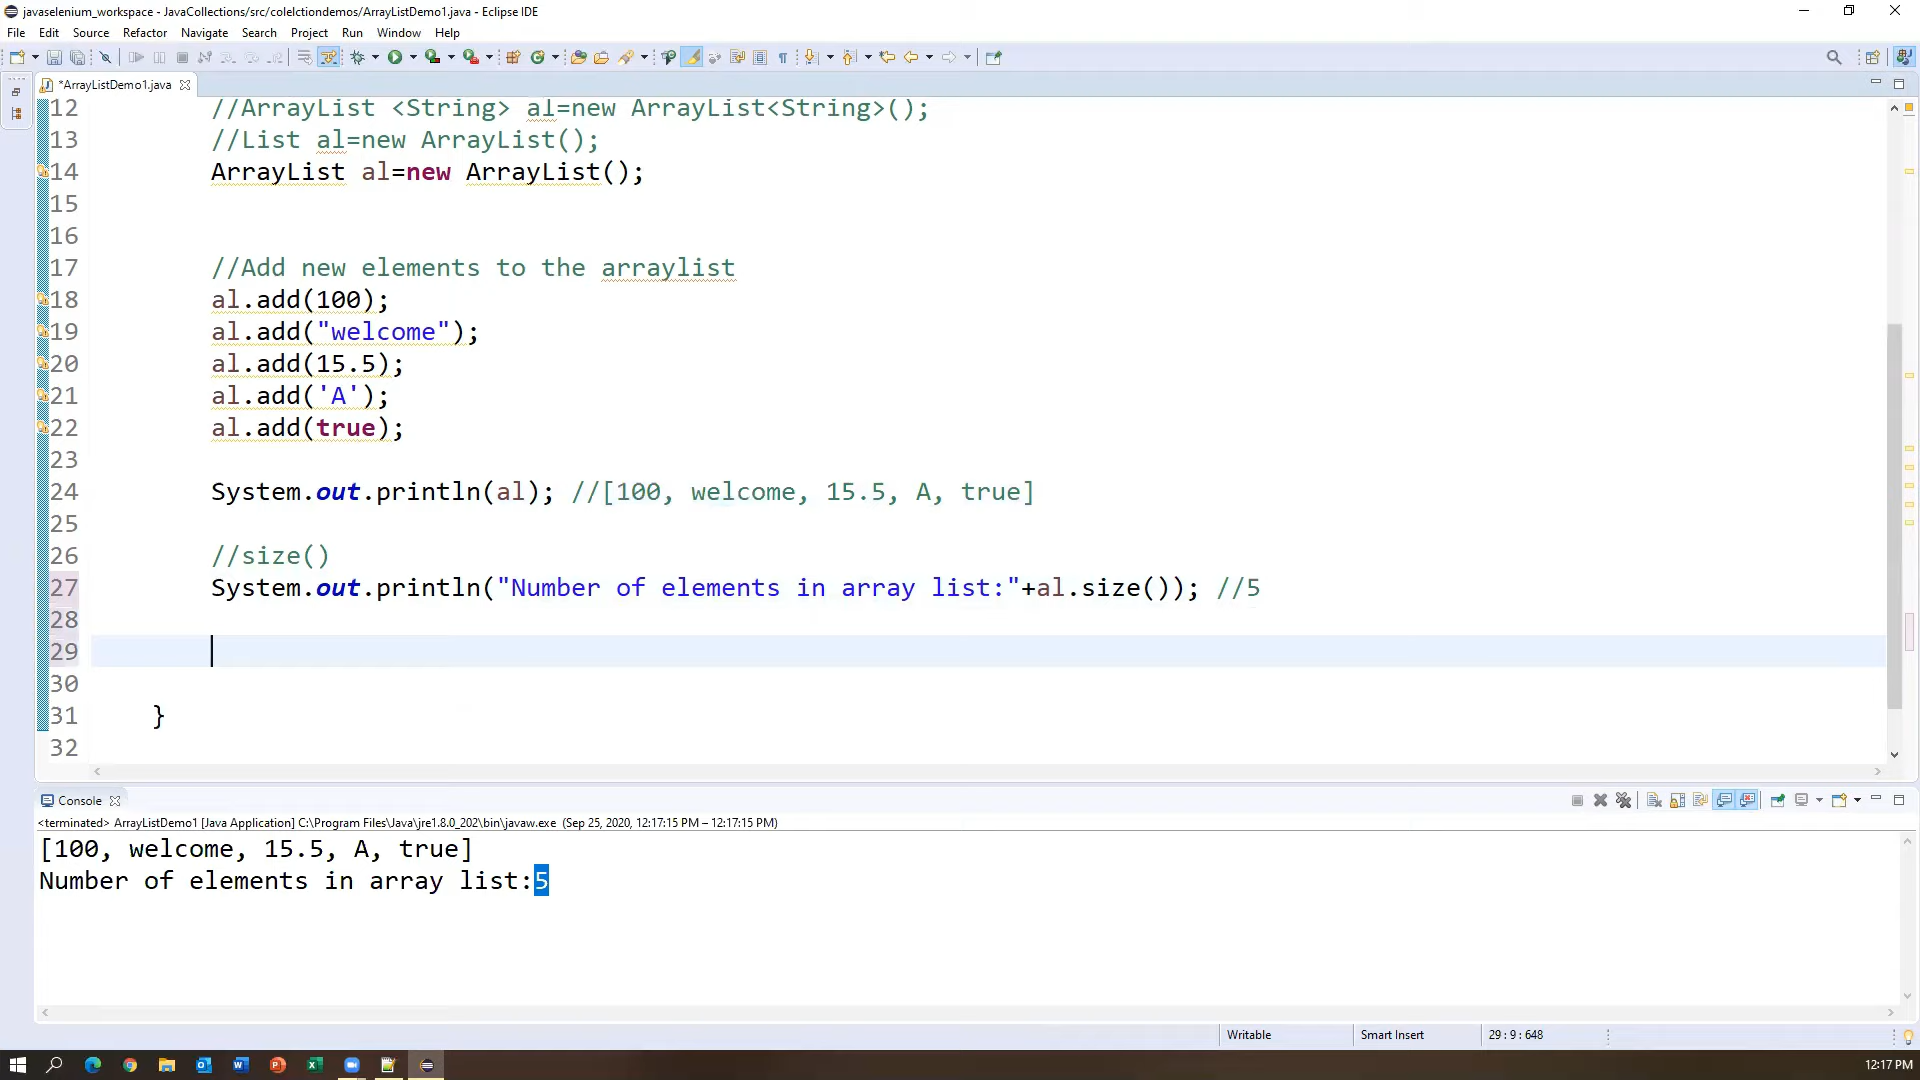 javaselenium_workspace - JavaCollections/src/colelctiondemos/ArrayListDemo1.java - Eclipse IDE
File Edit Source Refactor Navigate Search Project Run Window Help
*ArrayListDemo1.java
12 //ArrayList <String> al=new ArrayList<String>();
13 //List al=new ArrayList();
14 ArrayList al=new ArrayList();
15
16
17 //Add new elements to the arraylist
18 al.add(100);
19 al.add("welcome");
20 al.add(15.5);
21 al.add('A');
22 al.add(true);
23
24 System.out.println(al); //[100, welcome, 15.5, A, true]
25
26 //size()
27 System.out.println("Number of elements in array list:"+al.size()); //5
28
29
30
31 }
32
Console
<terminated> ArrayListDemo1 [Java Application] C:\Program Files\Java\jre1.8.0_202\bin\javaw.exe (Sep 25, 2020, 12:17:15 PM – 12:17:15 PM)
[100, welcome, 15.5, A, true]
Number of elements in array list:5
Writable Smart Insert 29 : 9 : 648
12:17 PM